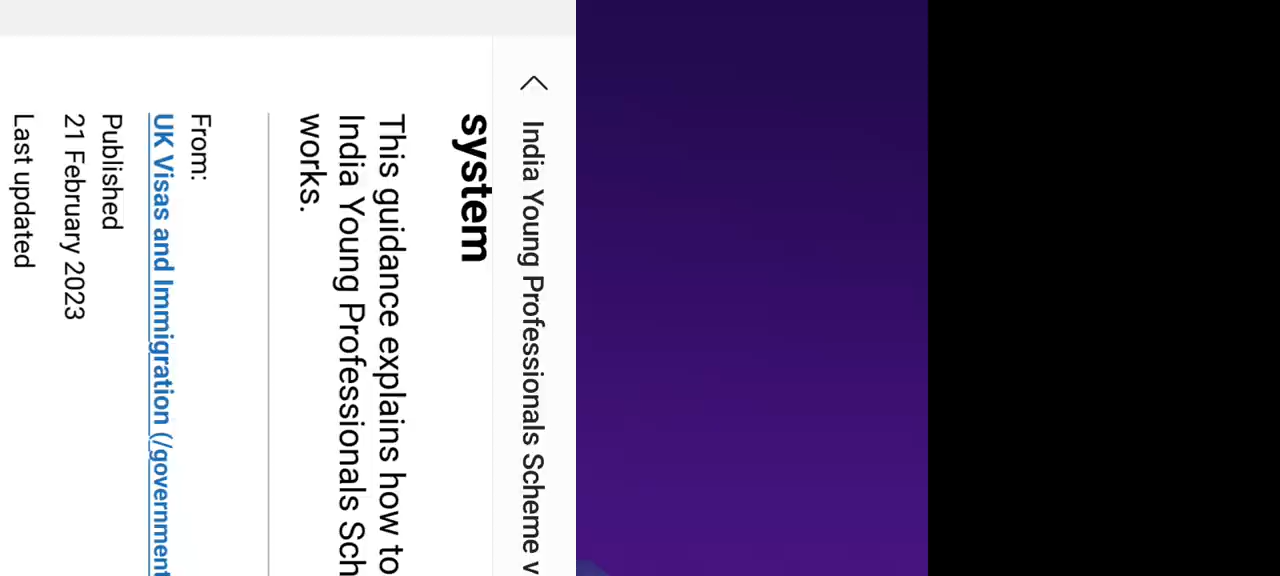 India Young Professionals Scheme v
system
This guidance explains how to
India Young Professionals Sch
works.
From:
UK Visas and Immigration (/government
Published
21 February 2023
Last updated